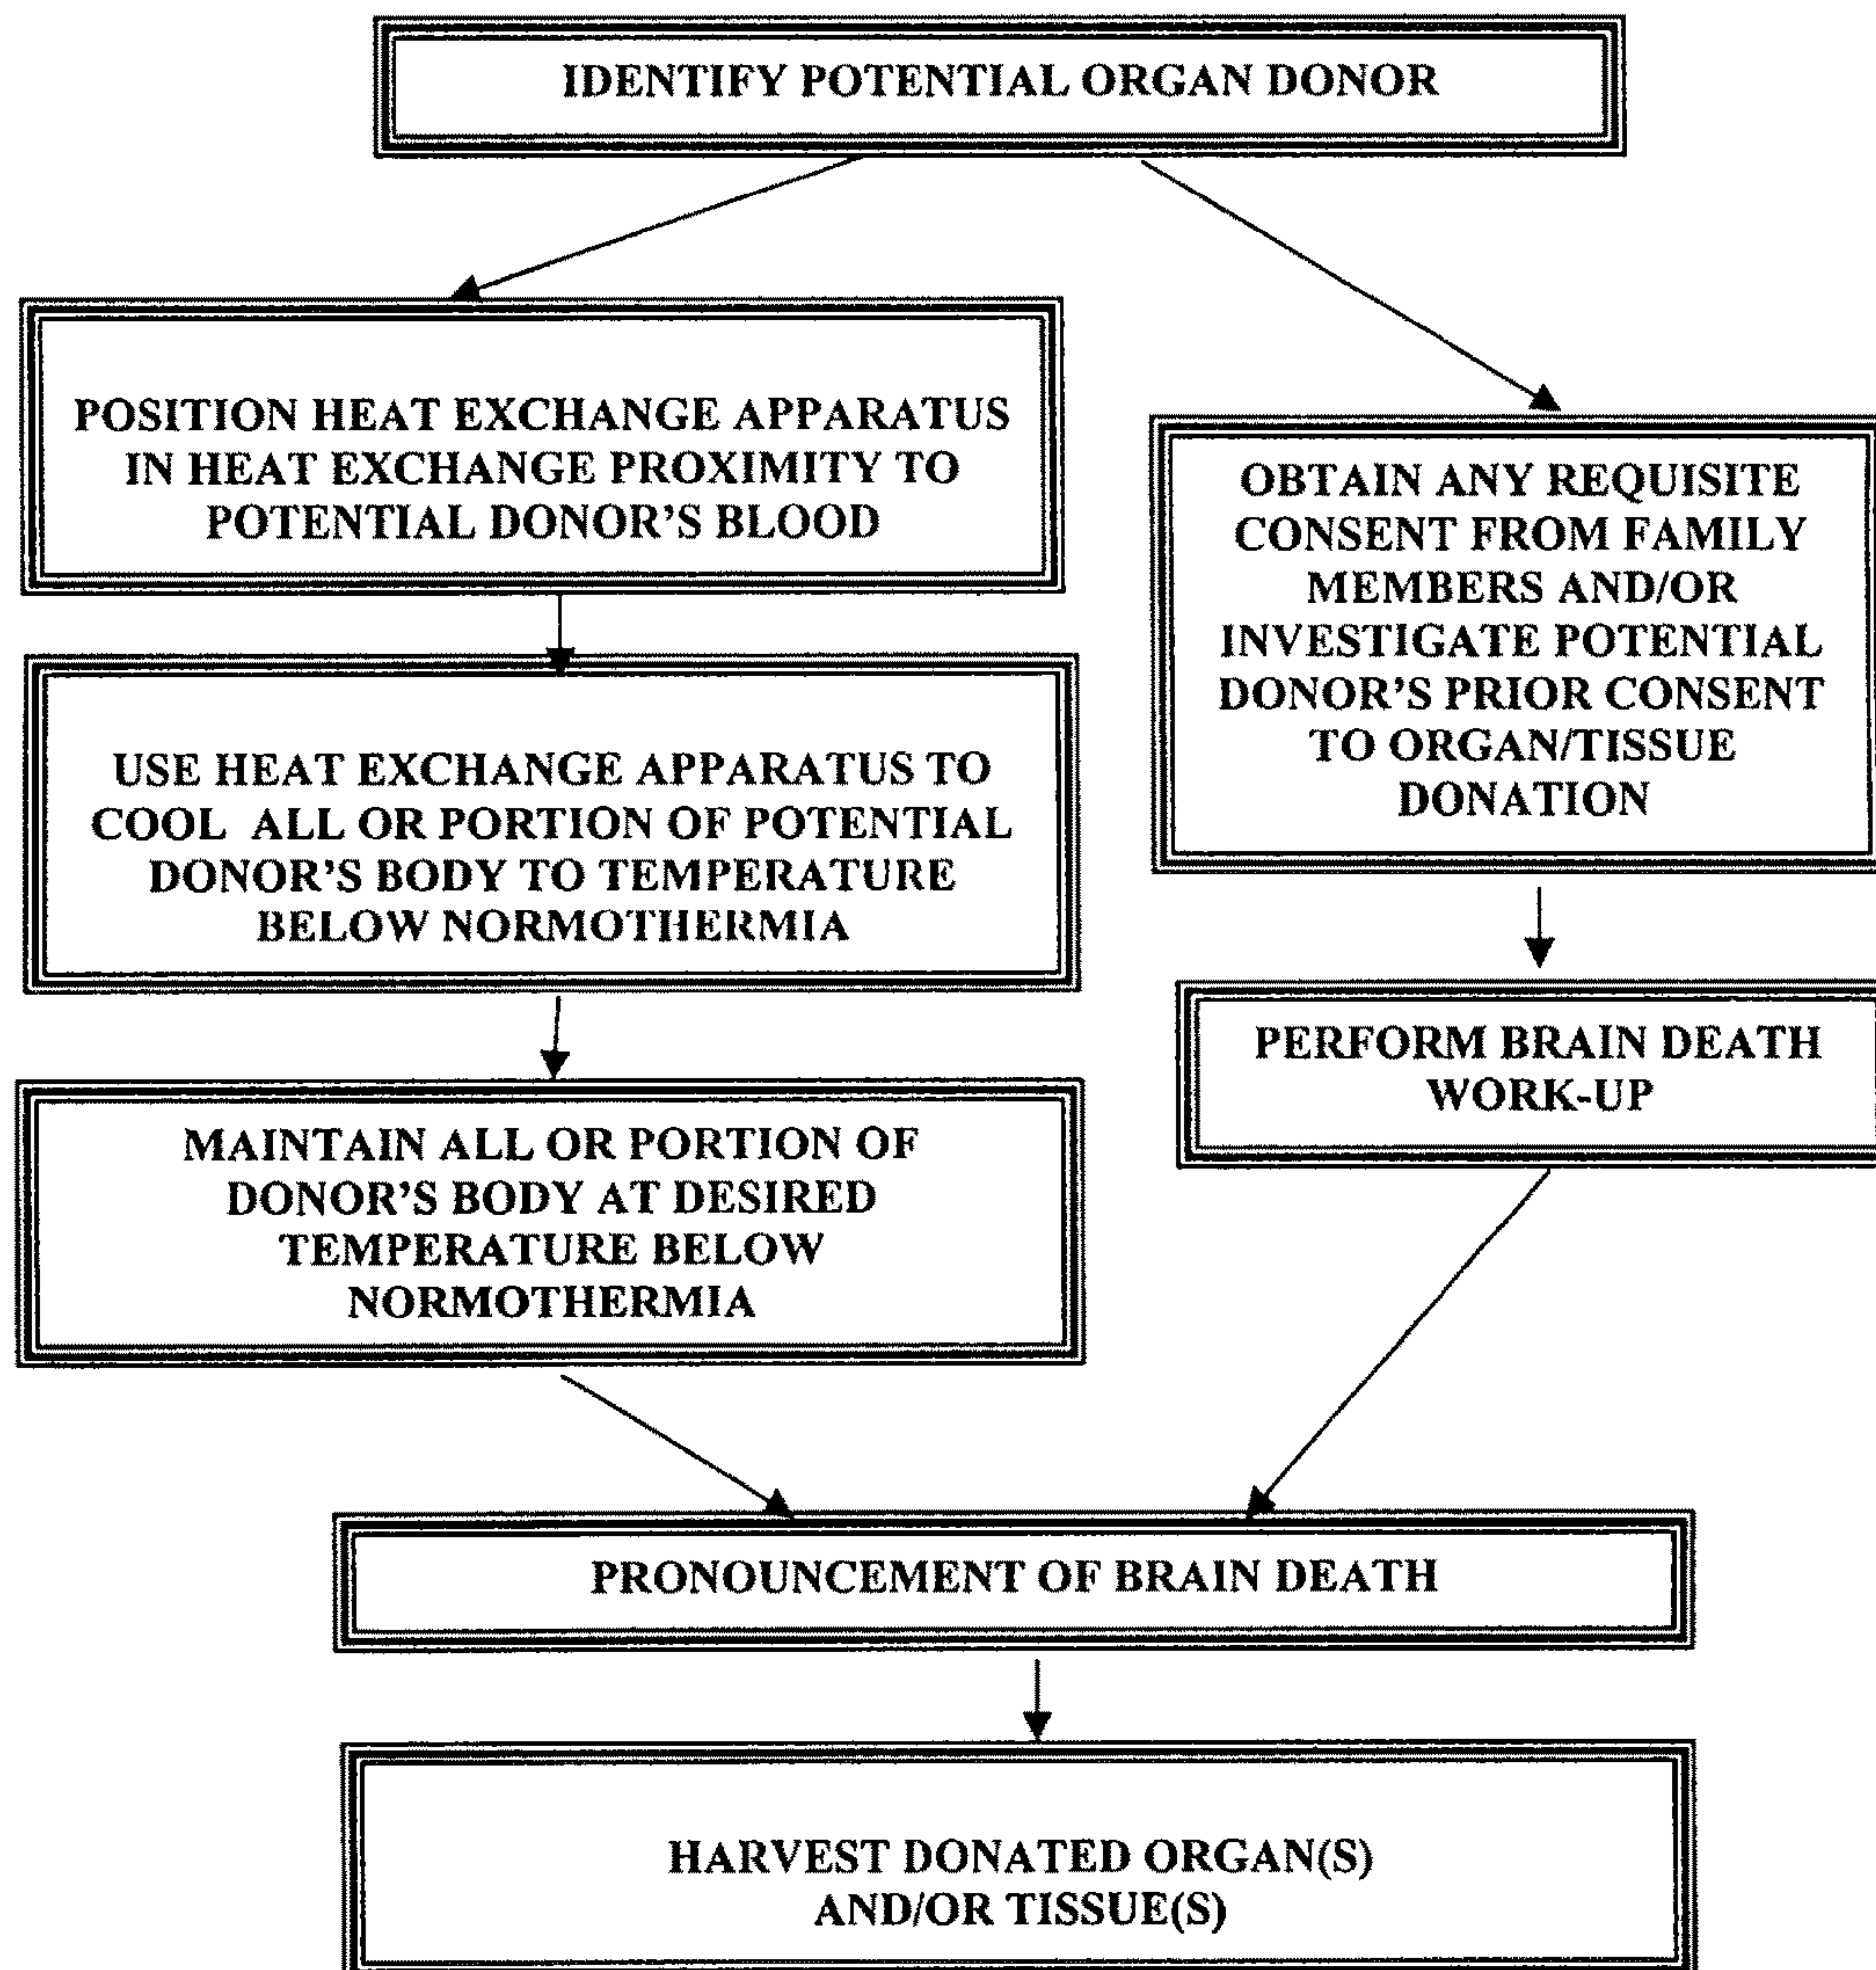 IDENTIFY POTENTIAL ORGAN DONOR
POSITION HEAT EXCHANGE APPARATUS
IN HEAT EXCHANGE PROXIMITY TO
POTENTIAL DONOR'S BLOOD
USE HEAT EXCHANGE APPARATUS TO
COOL ALL OR PORTION OF POTENTIAL
DONOR'S BODY TO TEMPERATURE
BELOW NORMOTHERMIA
MAINTAIN ALL OR PORTION OF
DONOR'S BODY AT DESIRED
TEMPERATURE BELOW
NORMOTHERMIA
OBTAIN ANY REQUISITE
CONSENT FROM FAMILY
MEMBERS AND/OR
INVESTIGATE POTENTIAL
DONOR'S PRIOR CONSENT
TO ORGAN/TISSUE
DONATION
PERFORM BRAIN DEATH
WORK-UP
PRONOUNCEMENT OF BRAIN DEATH
HARVEST DONATED ORGAN(S)
AND/OR TISSUE(S)